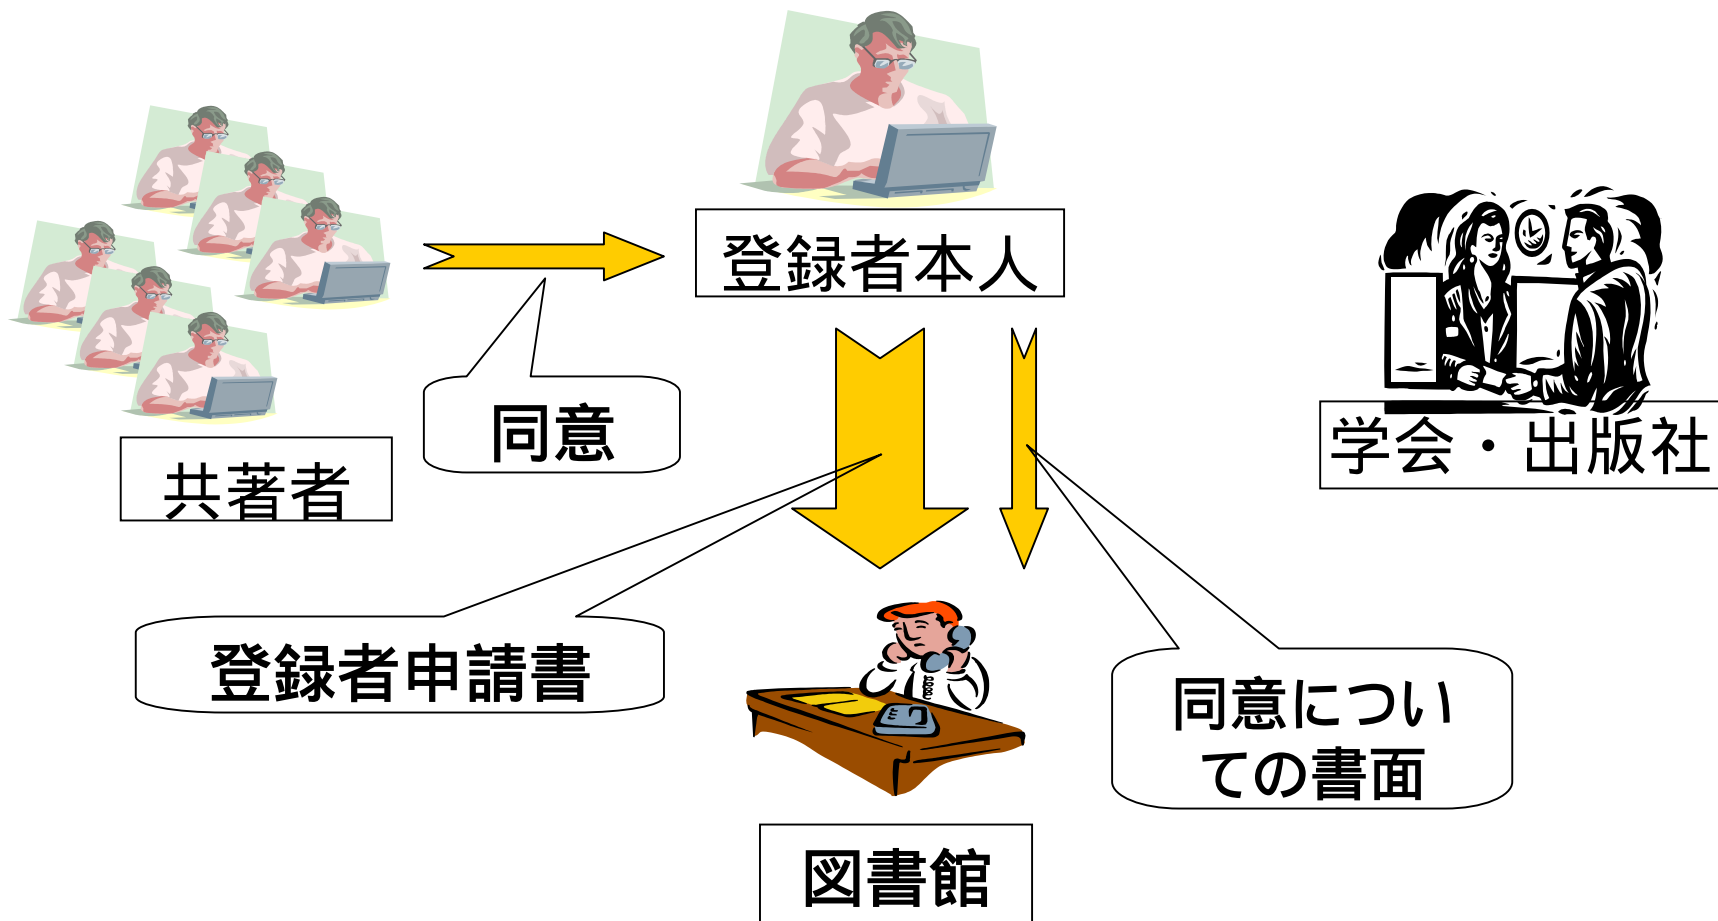 登録者本人
同意
共著者
学会・出版社
登録者申請書
同意につい
ての書面
図書館